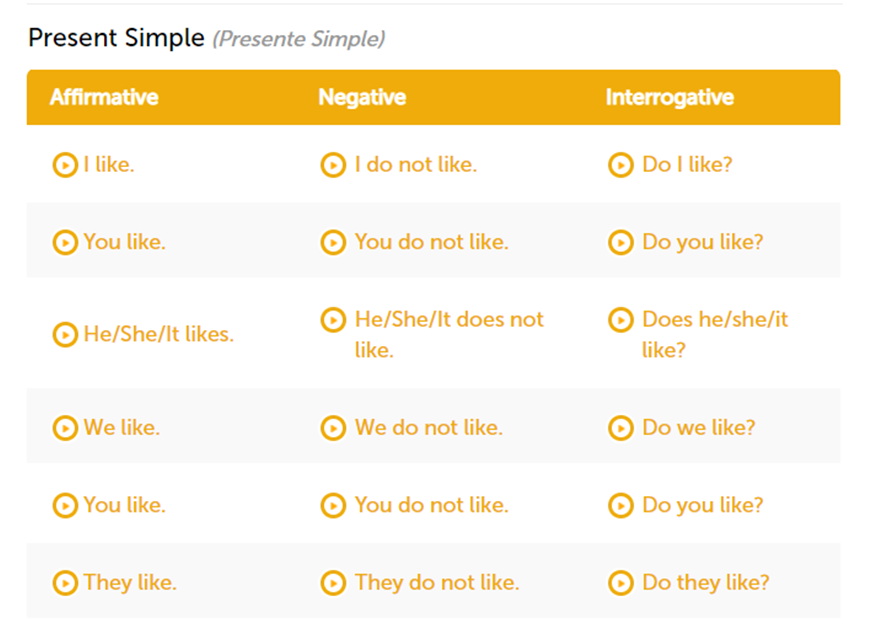 Present Simple (Presente Simple)
Affirmative Negative Interrogative
I like. I do not like. Do I like?
You like. You do not like. Do you like?
He/She/It likes. He/She/It does not like. Does he/she/it like?
We like. We do not like. Do we like?
You like. You do not like. Do you like?
They like. They do not like. Do they like?